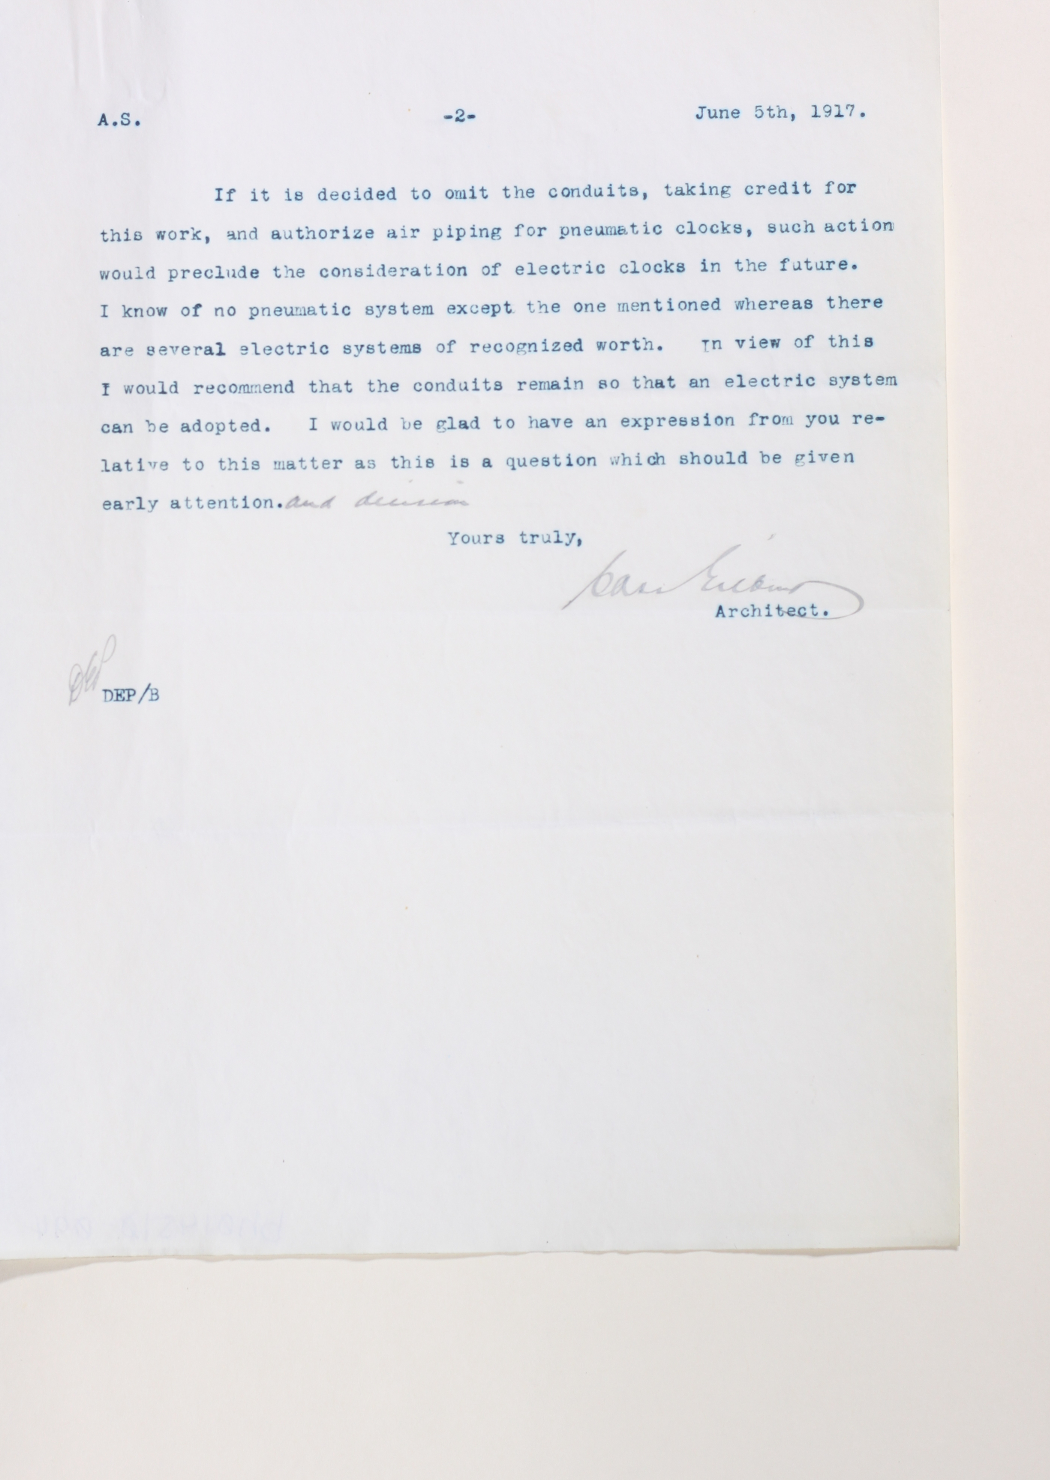 A.S. -2- June 5th, 1917.
If it is decided to omit the conduits, taking credit for
this work, and authorize air piping for pneumatic clocks, such action
would preclude the consideration of electric clocks in the future.
I know of no pneumatic system except the one mentioned whereas there
are several electric systems of recognized worth. In view of this
I would recommend that the conduits remain so that an electric system
can be adopted. I would be glad to have an expression from you re-
lative to this matter as this is a question which should be given
early attention. and decision
Yours truly,
Cass Gilbert
Architect.
DEP
DEP/B